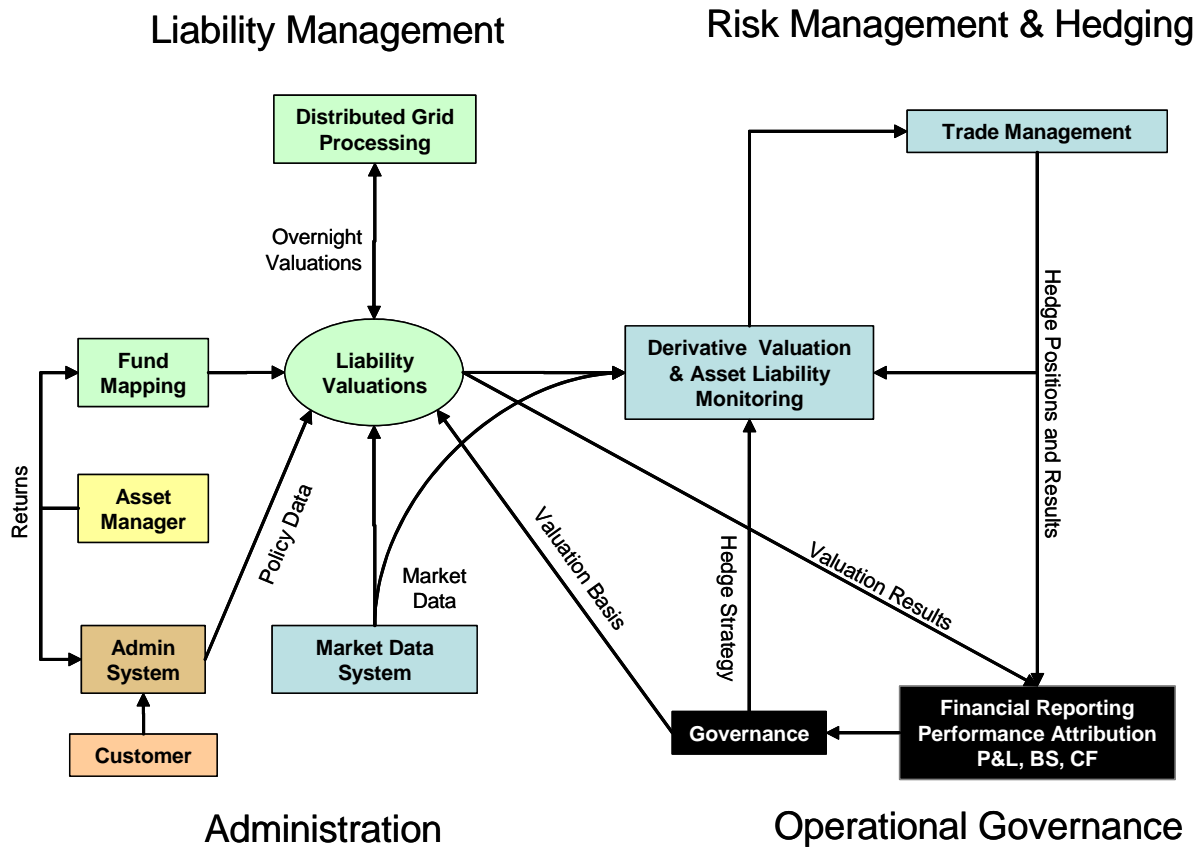 Liability Management
Risk Management & Hedging
Distributed Grid
Processing
Trade Management
Overnight
Valuations
Hedge Positions and Results
Fund
Mapping
Liability
Valuations
Derivative Valuation
& Asset Liability
Monitoring
Returns
Asset
Manager
Policy Data
Market
Data
Valuation Basis
Hedge Strategy
Valuation Results
Admin
System
Market Data
System
Customer
Governance
Financial Reporting
Performance Attribution
P&L, BS, CF
Administration
Operational Governance